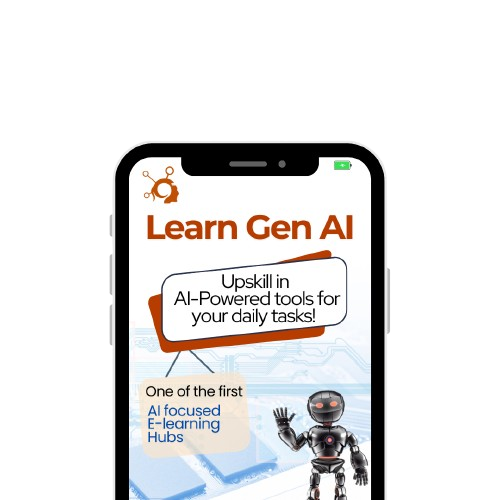 Learn Gen AI
Upskill in
AI-Powered tools for
your daily tasks!
One of the first
AI focused
E-learning
Hubs